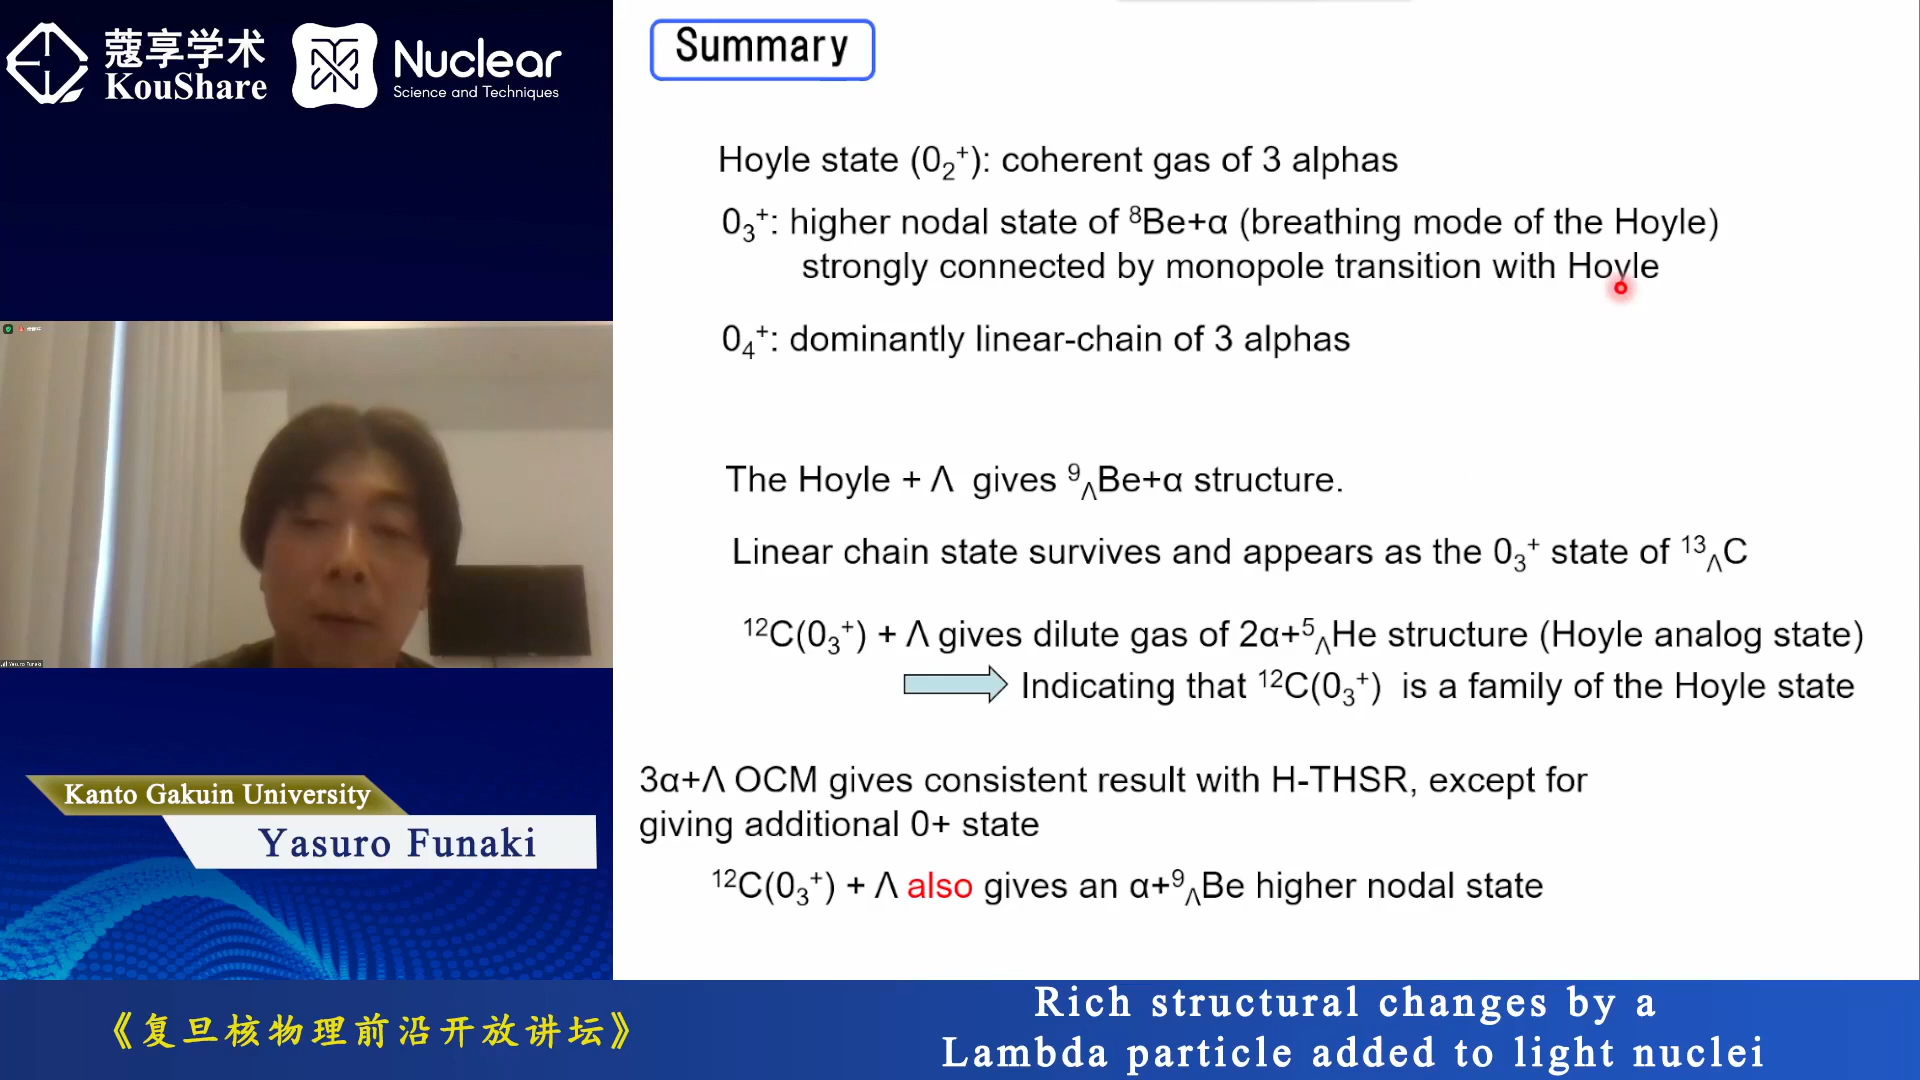 蔻享学术
KouShare
Nuclear
Science and Techniques
Summary
Hoyle state (0₂⁺): coherent gas of 3 alphas
0₃⁺: higher nodal state of ⁸Be+α (breathing mode of the Hoyle)
strongly connected by monopole transition with Hoyle
0₄⁺: dominantly linear-chain of 3 alphas
The Hoyle + Λ gives ⁹ΛBe+α structure.
Linear chain state survives and appears as the 0₃⁺ state of ¹³ΛC
¹²C(0₃⁺) + Λ gives dilute gas of 2α+⁵ΛHe structure (Hoyle analog state)
Indicating that ¹²C(0₃⁺) is a family of the Hoyle state
3α+Λ OCM gives consistent result with H-THSR, except for
giving additional 0+ state
¹²C(0₃⁺) + Λ also gives an α+⁹ΛBe higher nodal state
Yasuro Funaki
Kanto Gakuin University
Yasuro Funaki
《复旦核物理前沿开放讲坛》
Rich structural changes by a
Lambda particle added to light nuclei